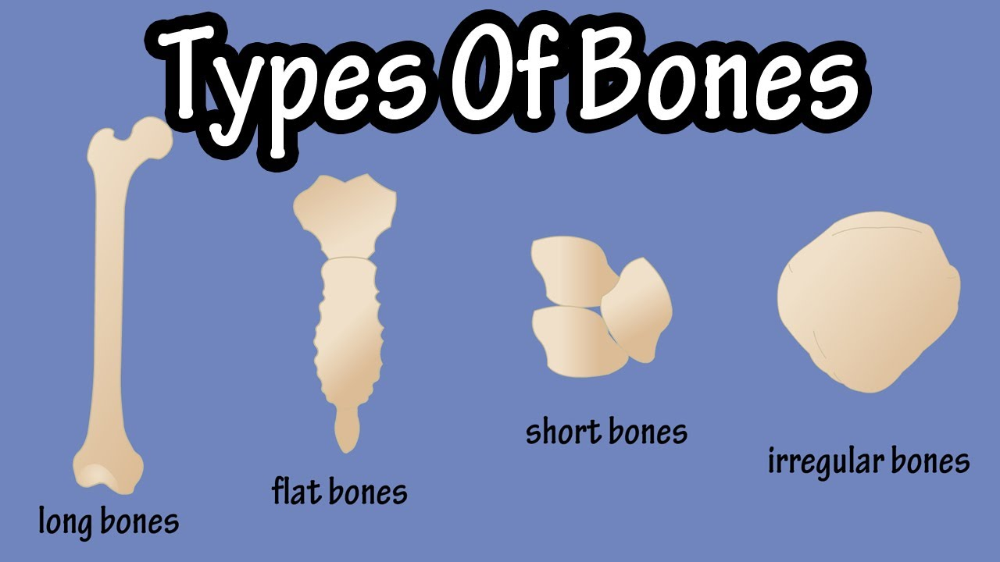 Types Of Bones
long bones
flat bones
short bones
irregular bones